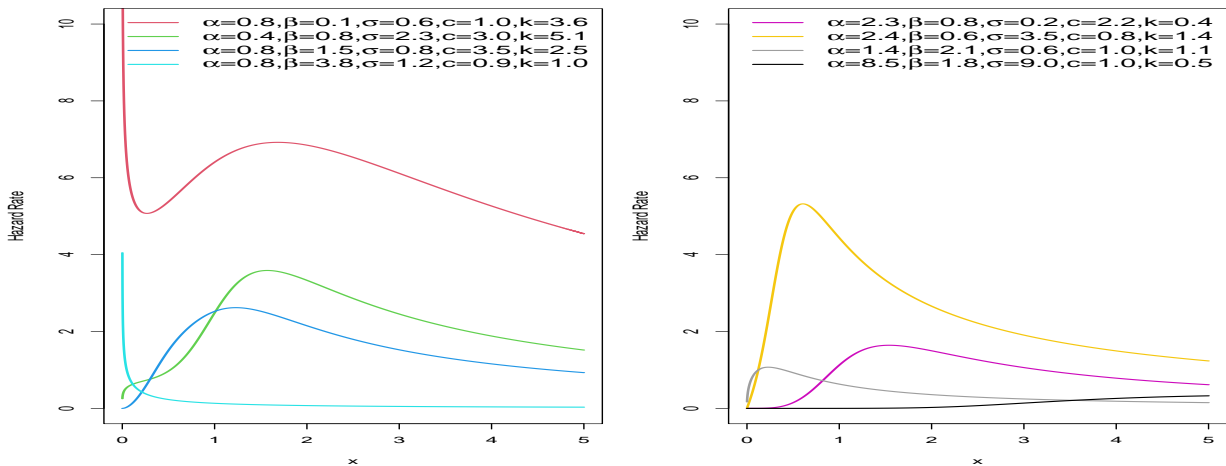 α=0.8,β=0.1,σ=0.6,c=1.0,k=3.6
α=0.4,β=0.8,σ=2.3,c=3.0,k=5.1
α=0.8,β=1.5,σ=0.8,c=3.5,k=2.5
α=0.8,β=3.8,σ=1.2,c=0.9,k=1.0
10
8
6
4
2
0
Hazard Rate
0 1 2 3 4 5
x
α=2.3,β=0.8,σ=0.2,c=2.2,k=0.4
α=2.4,β=0.6,σ=3.5,c=0.8,k=1.4
α=1.4,β=2.1,σ=0.6,c=1.0,k=1.1
α=8.5,β=1.8,σ=9.0,c=1.0,k=0.5
10
8
6
4
2
0
Hazard Rate
0 1 2 3 4 5
x